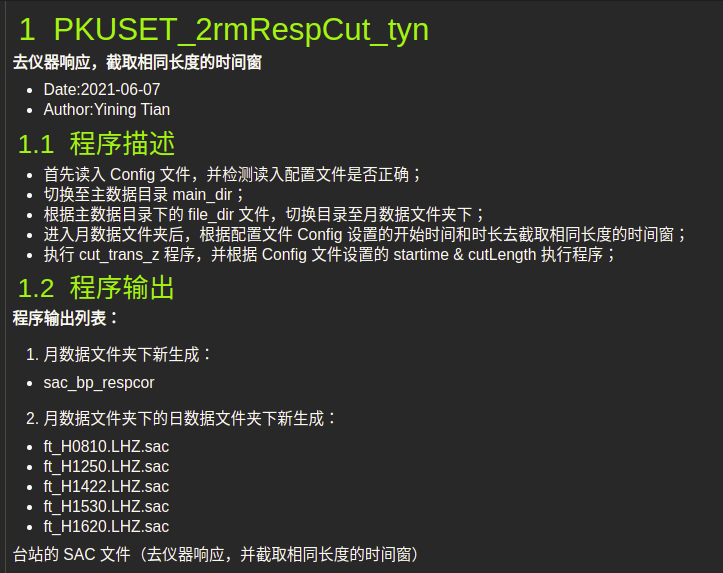 1 PKUSET_2rmRespCut_tyn
去仪器响应，截取相同长度的时间窗
Date:2021-06-07
Author:Yining Tian
1.1 程序描述
首先读入 Config 文件，并检测读入配置文件是否正确；
切换至主数据目录 main_dir；
根据主数据目录下的 file_dir 文件，切换目录至月数据文件夹下；
进入月数据文件夹后，根据配置文件 Config 设置的开始时间和时长去截取相同长度的时间窗；
执行 cut_trans_z 程序，并根据 Config 文件设置的 startime & cutLength 执行程序；
1.2 程序输出
程序输出列表：
1. 月数据文件夹下新生成：
sac_bp_respcor
2. 月数据文件夹下的日数据文件夹下新生成：
ft_H0810.LHZ.sac
ft_H1250.LHZ.sac
ft_H1422.LHZ.sac
ft_H1530.LHZ.sac
ft_H1620.LHZ.sac
台站的 SAC 文件（去仪器响应，并截取相同长度的时间窗）